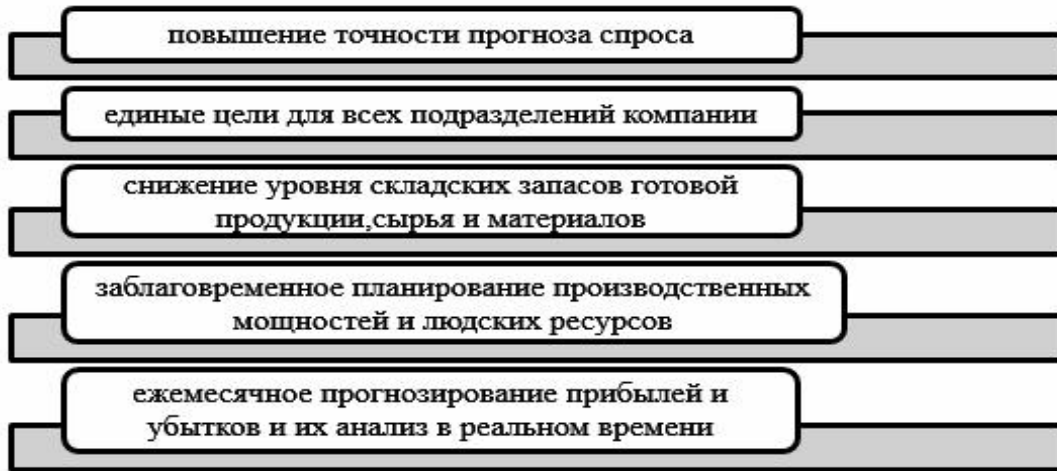 повышение точности прогноза спроса
единые цели для всех подразделений компании
снижение уровня складских запасов готовой
продукции,сырья и материалов
заблаговременное планирование производственных
мощностей и людских ресурсов
ежемесячное прогнозирование прибылей и
убытков и их анализ в реальном времени